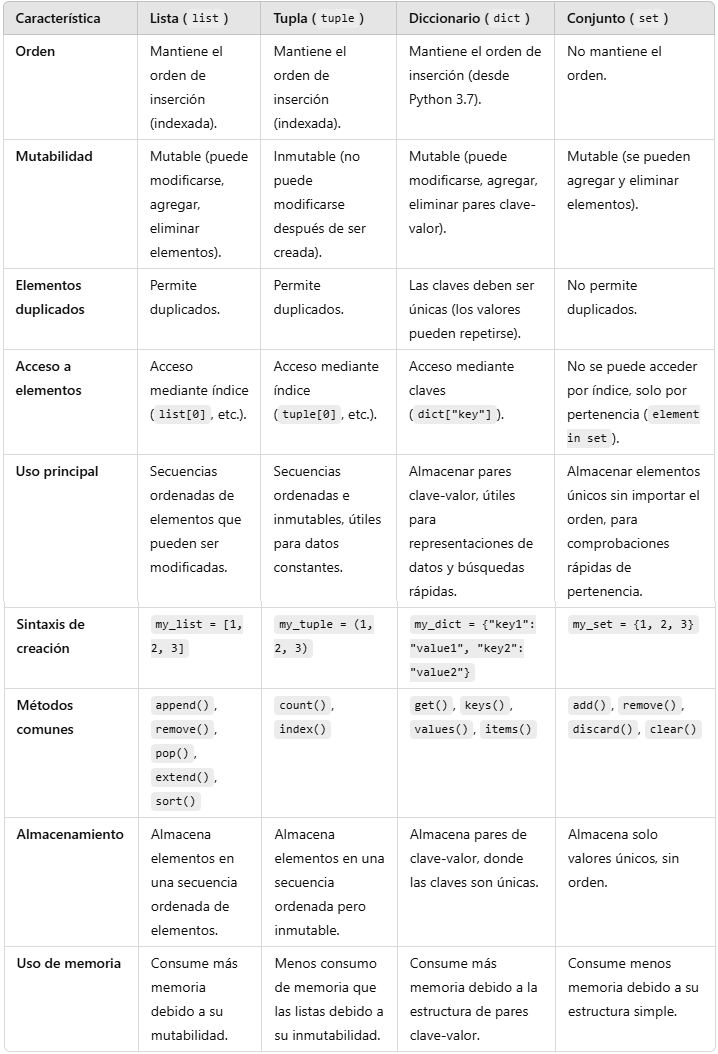 Característica Lista ( list ) Tupla ( tuple ) Diccionario ( dict ) Conjunto ( set )
Orden
Mantiene el
orden de
inserción
(indexada).
Mantiene el
orden de
inserción
(indexada).
Mantiene el orden de
inserción (desde
Python 3.7).
No mantiene el
orden.
Mutabilidad
Mutable (puede
modificarse,
agregar,
eliminar
elementos).
Inmutable (no
puede
modificarse
después de ser
creada).
Mutable (puede
modificarse, agregar,
eliminar pares clave-
valor).
Mutable (se pueden
agregar y eliminar
elementos).
Elementos
duplicados
Permite
duplicados.
Permite
duplicados.
Las claves deben ser
únicas (los valores
pueden repetirse).
No permite
duplicados.
Acceso a
elementos
Acceso
mediante índice
( list[0] , etc.).
Acceso mediante
índice
( tuple[0] , etc.).
Acceso mediante
claves
( dict["key"] ).
No se puede acceder
por índice, solo por
pertenencia ( element
in set ).
Uso principal
Secuencias
ordenadas de
elementos que
pueden ser
modificadas.
Secuencias
ordenadas e
inmutables, útiles
para datos
constantes.
Almacenar pares
clave-valor, útiles
para
representaciones de
datos y búsquedas
rápidas.
Almacenar elementos
únicos sin importar el
orden, para
comprobaciones
rápidas de
pertenencia.
Sintaxis de
creación
my_list = [1,
2, 3]
my_tuple = (1,
2, 3)
my_dict = {"key1":
"value1", "key2":
"value2"}
my_set = {1, 2, 3}
Métodos
comunes
append() ,
remove() ,
pop() ,
extend() ,
sort()
count() ,
index()
get() , keys() ,
values() , items()
add() , remove() ,
discard() , clear()
Almacenamiento
Almacena
elementos en
una secuencia
ordenada de
elementos.
Almacena
elementos en una
secuencia
ordenada pero
inmutable.
Almacena pares de
clave-valor, donde
las claves son únicas.
Almacena solo
valores únicos, sin
orden.
Uso de memoria
Consume más
memoria
debido a su
mutabilidad.
Menos consumo
de memoria que
las listas debido a
su inmutabilidad.
Consume más
memoria debido a la
estructura de pares
clave-valor.
Consume menos
memoria debido a su
estructura simple.